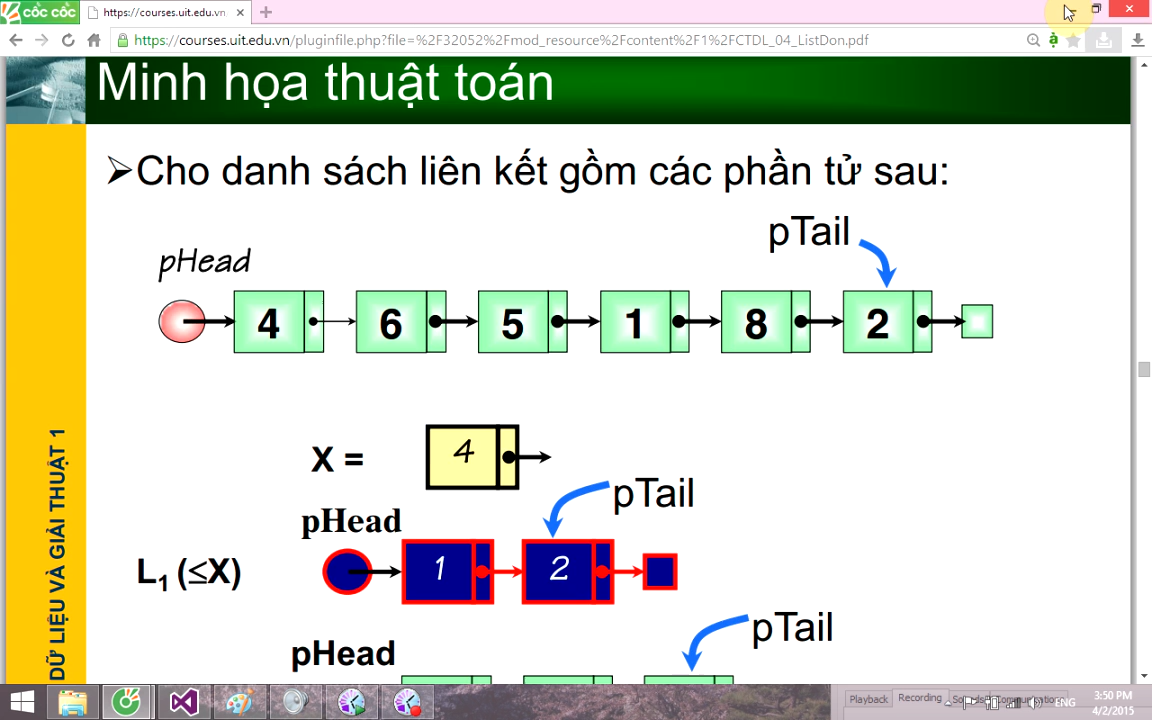 cốc cốc
https://courses.uit.edu.vn
https://courses.uit.edu.vn/pluginfile.php?file=%2F32052%2Fmod_resource%2Fcontent%2F1%2FCTDL_04_ListDon.pdf
Minh họa thuật toán
Cho danh sách liên kết gồm các phần tử sau:
pTail
pHead
4 6 5 1 8 2
X = 4
pTail
pHead
L1 (≤X) 1 2
pTail
pHead
DỮ LIỆU VÀ GIẢI THUẬT 1
Playback Recording
ENG
3:50 PM
4/2/2015